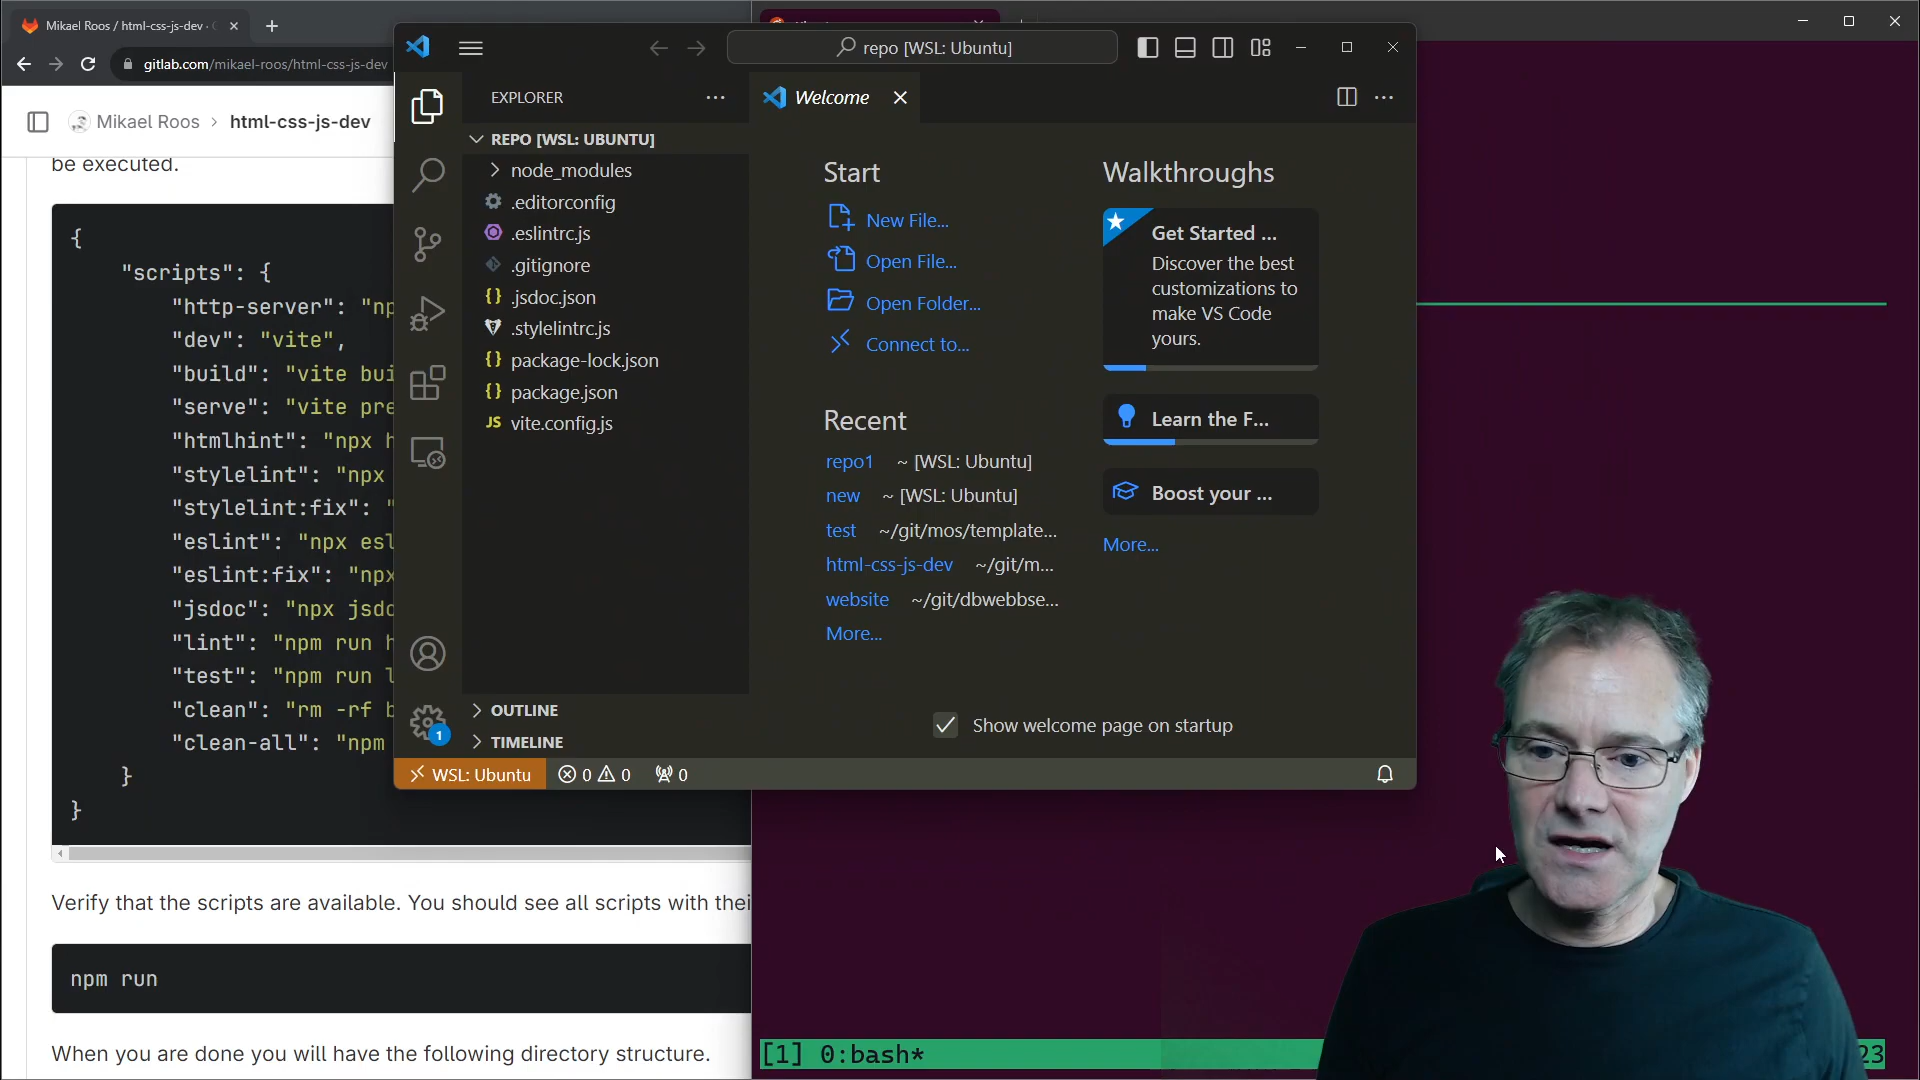 Mikael Roos / html-css-js-dev ·
gitlab.com/mikael-roos/html-css-js-dev
Mikael Roos > html-css-js-dev
be executed.
{
"scripts": {
"http-server": "np
"dev": "vite",
"build": "vite bui
"serve": "vite pre
"htmlhint": "npx h
"stylelint": "npx
"stylelint:fix": "
"eslint": "npx esl
"eslint:fix": "npx
"jsdoc": "npx jsdo
"lint": "npm run h
"test": "npm run l
"clean": "rm -rf b
"clean-all": "npm
}
}
Verify that the scripts are available. You should see all scripts with thei
npm run
When you are done you will have the following directory structure.
repo [WSL: Ubuntu]
EXPLORER
REPO [WSL: UBUNTU]
node_modules
.editorconfig
.eslintrc.js
.gitignore
.jsdoc.json
.stylelintrc.js
package-lock.json
package.json
JS vite.config.js
OUTLINE
TIMELINE
1
WSL: Ubuntu
0 0
0
Welcome
Start
New File...
Open File...
Open Folder...
Connect to...
Recent
repo1 ~ [WSL: Ubuntu]
new ~ [WSL: Ubuntu]
test ~/git/mos/template...
html-css-js-dev ~/git/m...
website ~/git/dbwebbse...
More...
Walkthroughs
Get Started ...
Discover the best
customizations to
make VS Code
yours.
Learn the F...
Boost your ...
More...
Show welcome page on startup
[1] 0:bash*
23